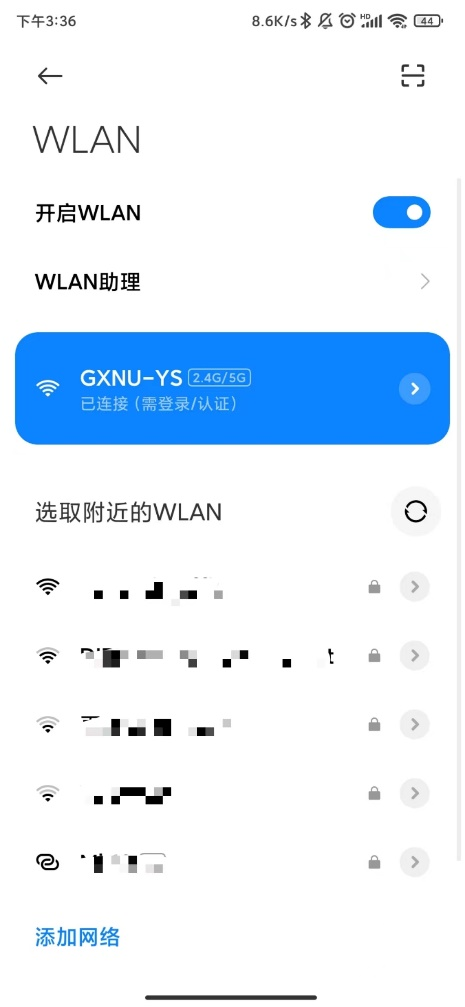 下午3:36
8.6K/s
HD
44
WLAN
开启WLAN
WLAN助理
GXNU-YS 2.4G/5G
已连接（需登录/认证）
选取附近的WLAN
添加网络